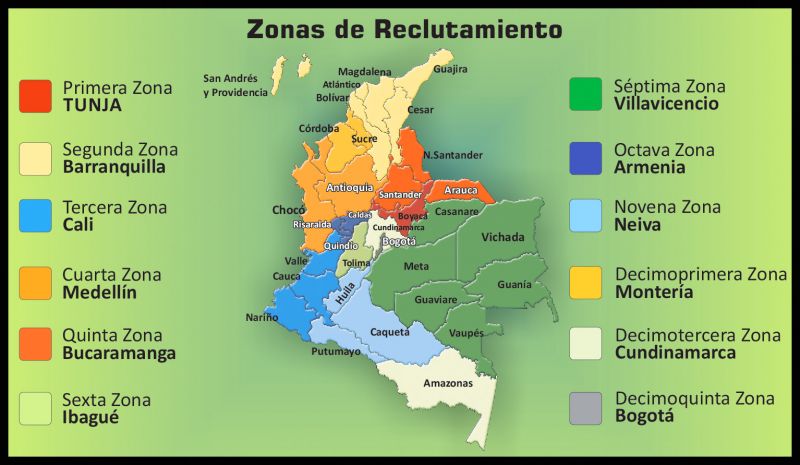 Zonas de Reclutamiento
Primera Zona
TUNJA
Segunda Zona
Barranquilla
Tercera Zona
Cali
Cuarta Zona
Medellín
Quinta Zona
Bucaramanga
Sexta Zona
Ibagué
San Andrés
y Providencia
Magdalena
Guajira
Atlántico
Bolívar
Cesar
Córdoba
Sucre
N.Santander
Antioquia
Santander
Arauca
Chocó
Caldas
Boyacá
Casanare
Risaralda
Cundinamarca
Vichada
Quindio
Bogotá
Valle
Tolima
Meta
Cauca
Guanía
Huila
Guaviare
Nariño
Caquetá
Vaupés
Putumayo
Amazonas
Séptima Zona
Villavicencio
Octava Zona
Armenia
Novena Zona
Neiva
Decimoprimera Zona
Montería
Decimotercera Zona
Cundinamarca
Decimoquinta Zona
Bogotá